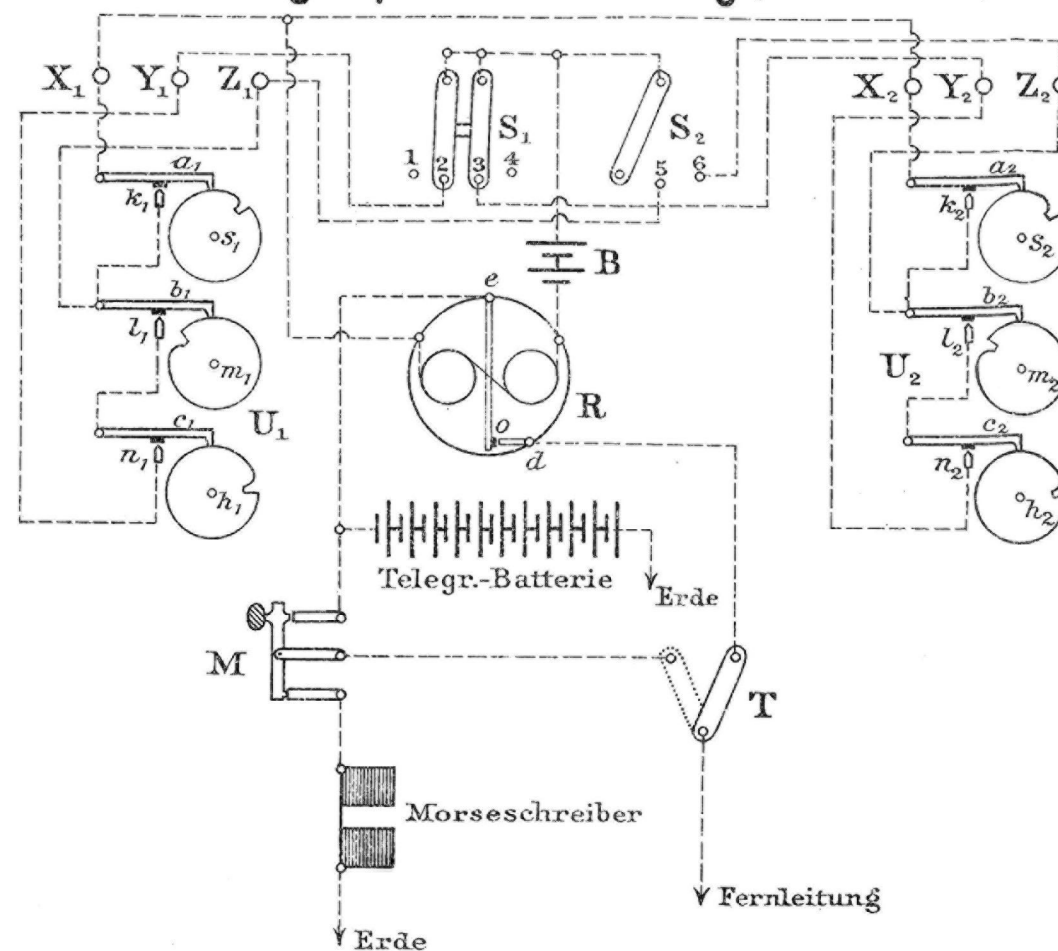 X₁ Y₁ Z₁ S₁ S₂ X₂ Y₂ Z₂
1 2 3 4 5 6
a₁ a₂
k₁ k₂
s₁ s₂
B
e
b₁ b₂
l₁ l₂
m₁ U₁ R U₂ m₂
o
d
c₁ c₂
n₁ n₂
h₁ h₂
Telegr.-Batterie
Erde
M
T
Morseschreiber
Fernleitung
Erde